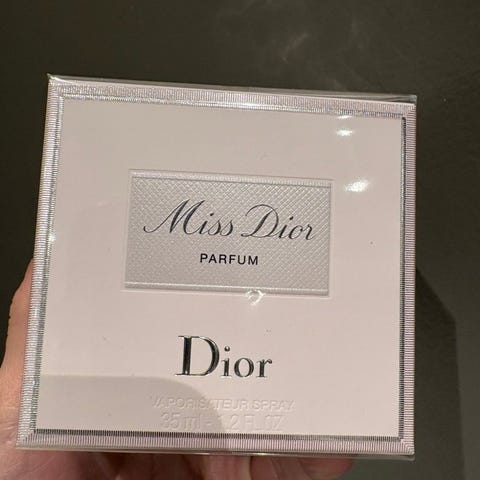 Miss Dior
PARFUM
Dior
VAPORISATEUR SPRAY
35 ml - 1.2 FL.OZ